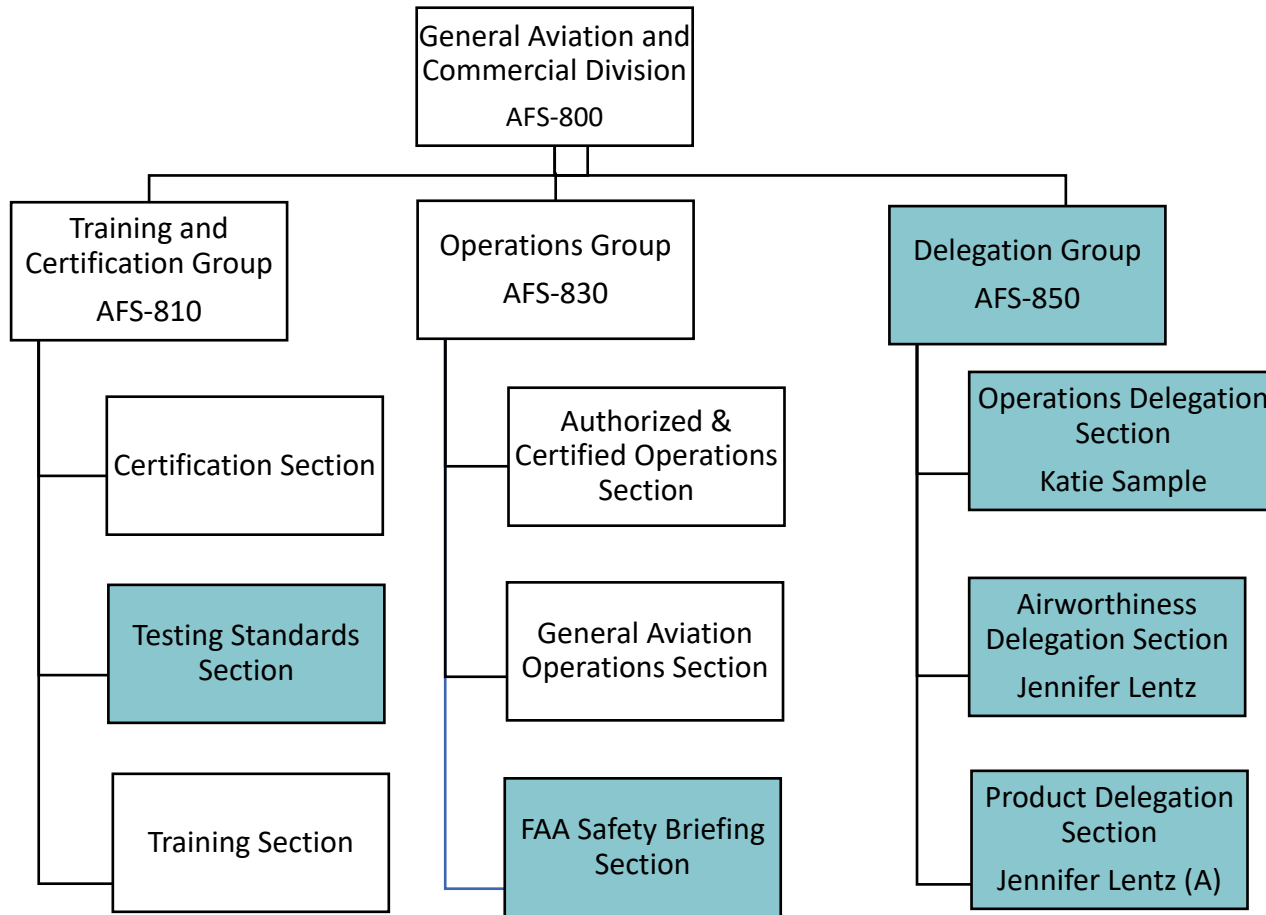 General Aviation and
Commercial Division
AFS-800
Training and
Certification Group
AFS-810
Operations Group
AFS-830
Delegation Group
AFS-850
Certification Section
Testing Standards
Section
Training Section
Authorized &
Certified Operations
Section
General Aviation
Operations Section
FAA Safety Briefing
Section
Operations Delegation
Section
Katie Sample
Airworthiness
Delegation Section
Jennifer Lentz
Product Delegation
Section
Jennifer Lentz (A)